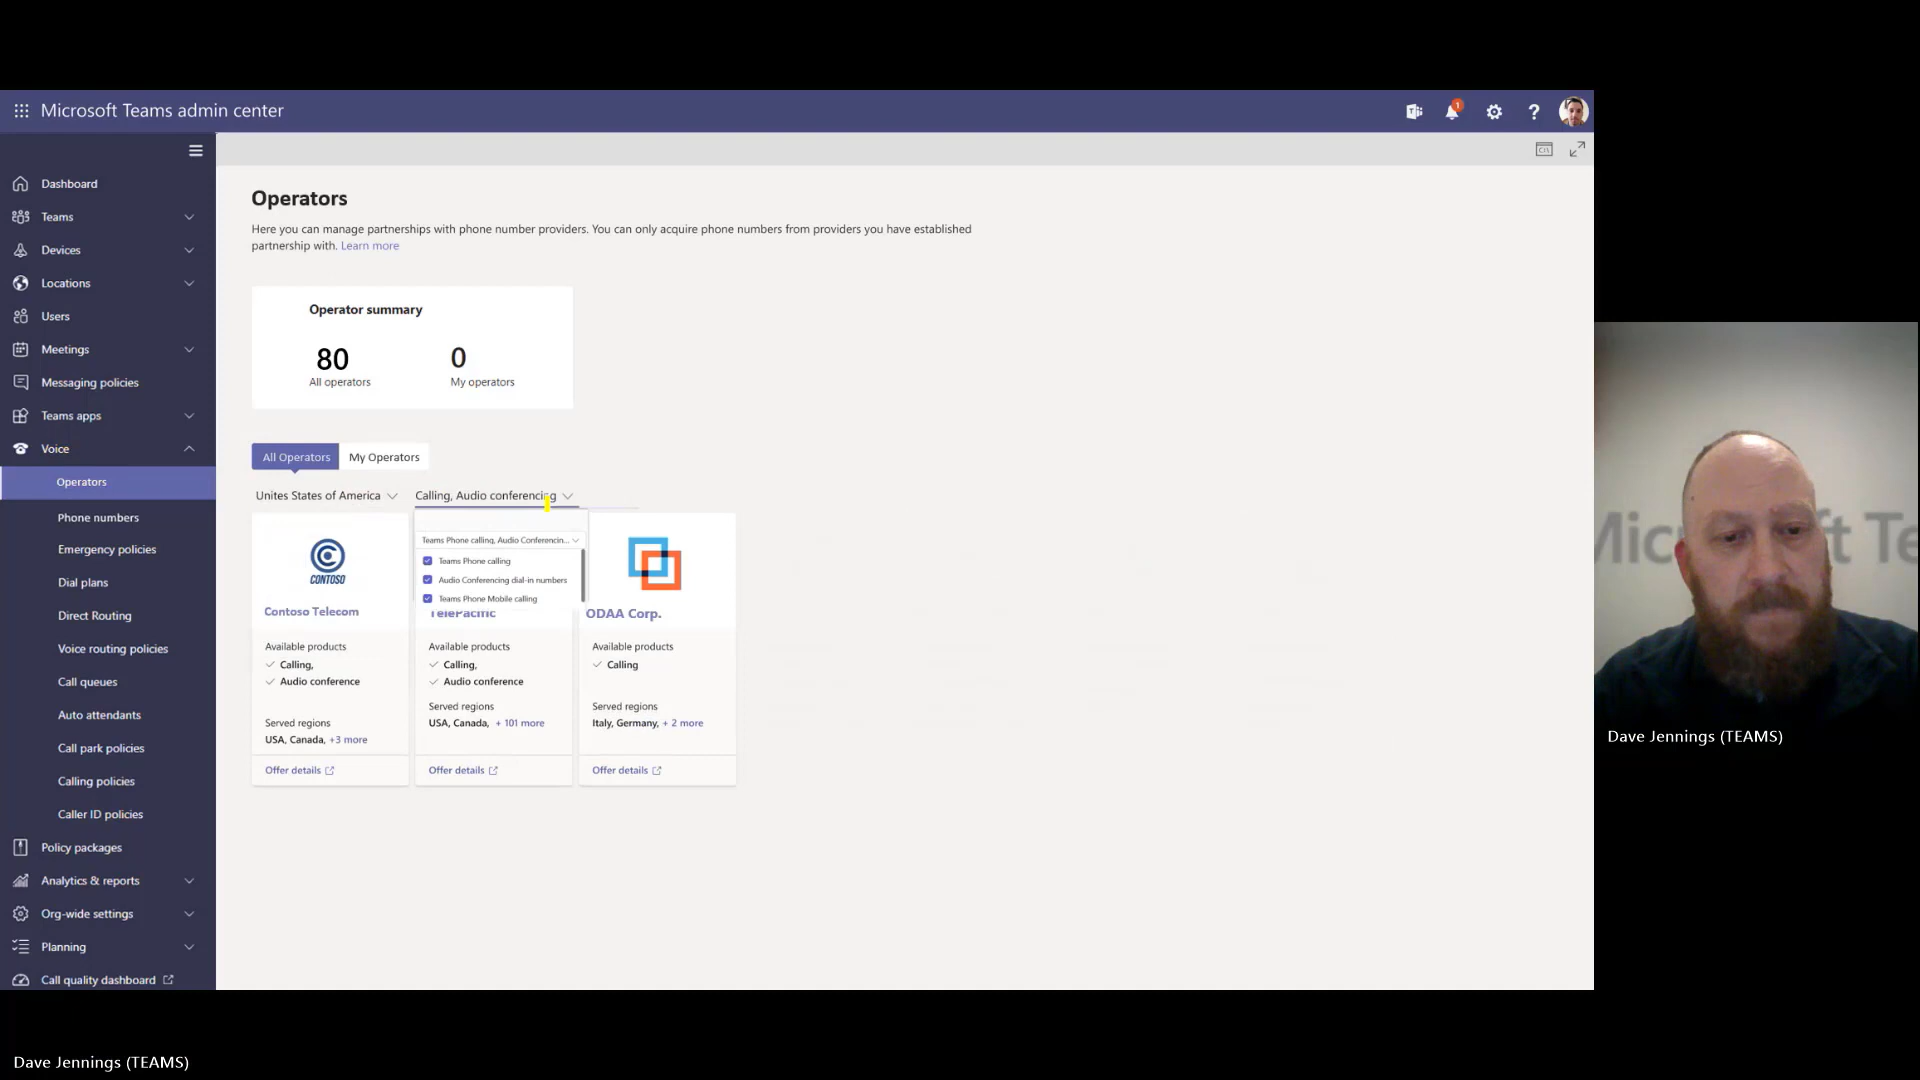 Microsoft Teams admin center
1
Dashboard
Teams
Devices
Locations
Users
Meetings
Messaging policies
Teams apps
Voice
Operators
Phone numbers
Emergency policies
Dial plans
Direct Routing
Voice routing policies
Call queues
Auto attendants
Call park policies
Calling policies
Caller ID policies
Policy packages
Analytics & reports
Org-wide settings
Planning
Call quality dashboard
Operators
Here you can manage partnerships with phone number providers. You can only acquire phone numbers from providers you have established
partnership with. Learn more
Operator summary
80 0
All operators My operators
All Operators My Operators
Unites States of America Calling, Audio conferencing
Teams Phone calling, Audio Conferencin...
Teams Phone calling
Audio Conferencing dial-in numbers
Teams Phone Mobile calling
CONTOSO
Contoso Telecom
Available products
Calling,
Audio conference
Served regions
USA, Canada, +3 more
Offer details
TelePacific
Available products
Calling,
Audio conference
Served regions
USA, Canada, + 101 more
Offer details
ODAA Corp.
Available products
Calling
Served regions
Italy, Germany, + 2 more
Offer details
Dave Jennings (TEAMS)
Dave Jennings (TEAMS)